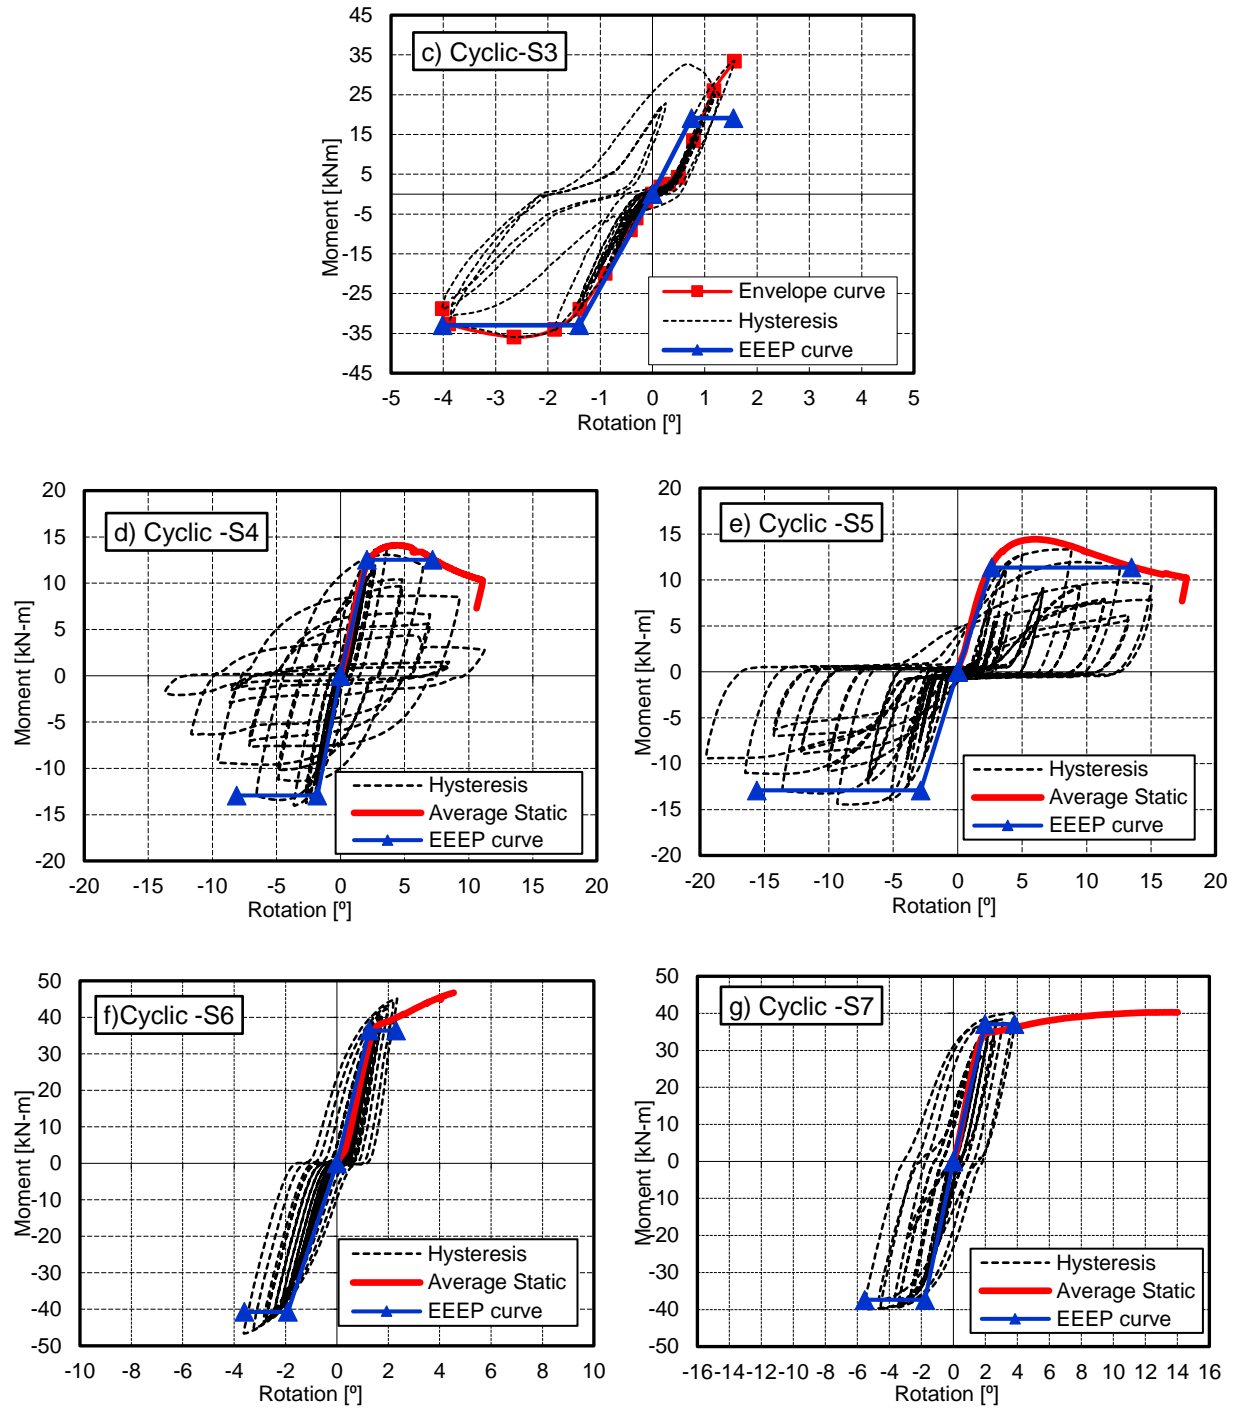 c) Cyclic-S3
45
35
25
15
5
-5
-15
-25
-35
-45
Moment [kNm]
Envelope curve
Hysteresis
EEEP curve
-5 -4 -3 -2 -1 0 1 2 3 4 5
Rotation [º]
d) Cyclic -S4
20
15
10
5
0
-5
-10
-15
-20
Moment [kN-m]
Hysteresis
Average Static
EEEP curve
-20 -15 -10 -5 0 5 10 15 20
Rotation [º]
e) Cyclic -S5
20
15
10
5
0
-5
-10
-15
-20
Moment [kN-m]
Hysteresis
Average Static
EEEP curve
-20 -15 -10 -5 0 5 10 15 20
Rotation [º]
f)Cyclic -S6
50
40
30
20
10
0
-10
-20
-30
-40
-50
Moment [kN-m]
Hysteresis
Average Static
EEEP curve
-10 -8 -6 -4 -2 0 2 4 6 8 10
Rotation [º]
g) Cyclic -S7
50
40
30
20
10
0
-10
-20
-30
-40
-50
Moment [kN-m]
Hysteresis
Average Static
EEEP curve
-16 -14 -12 -10 -8 -6 -4 -2 0 2 4 6 8 10 12 14 16
Rotation [º]